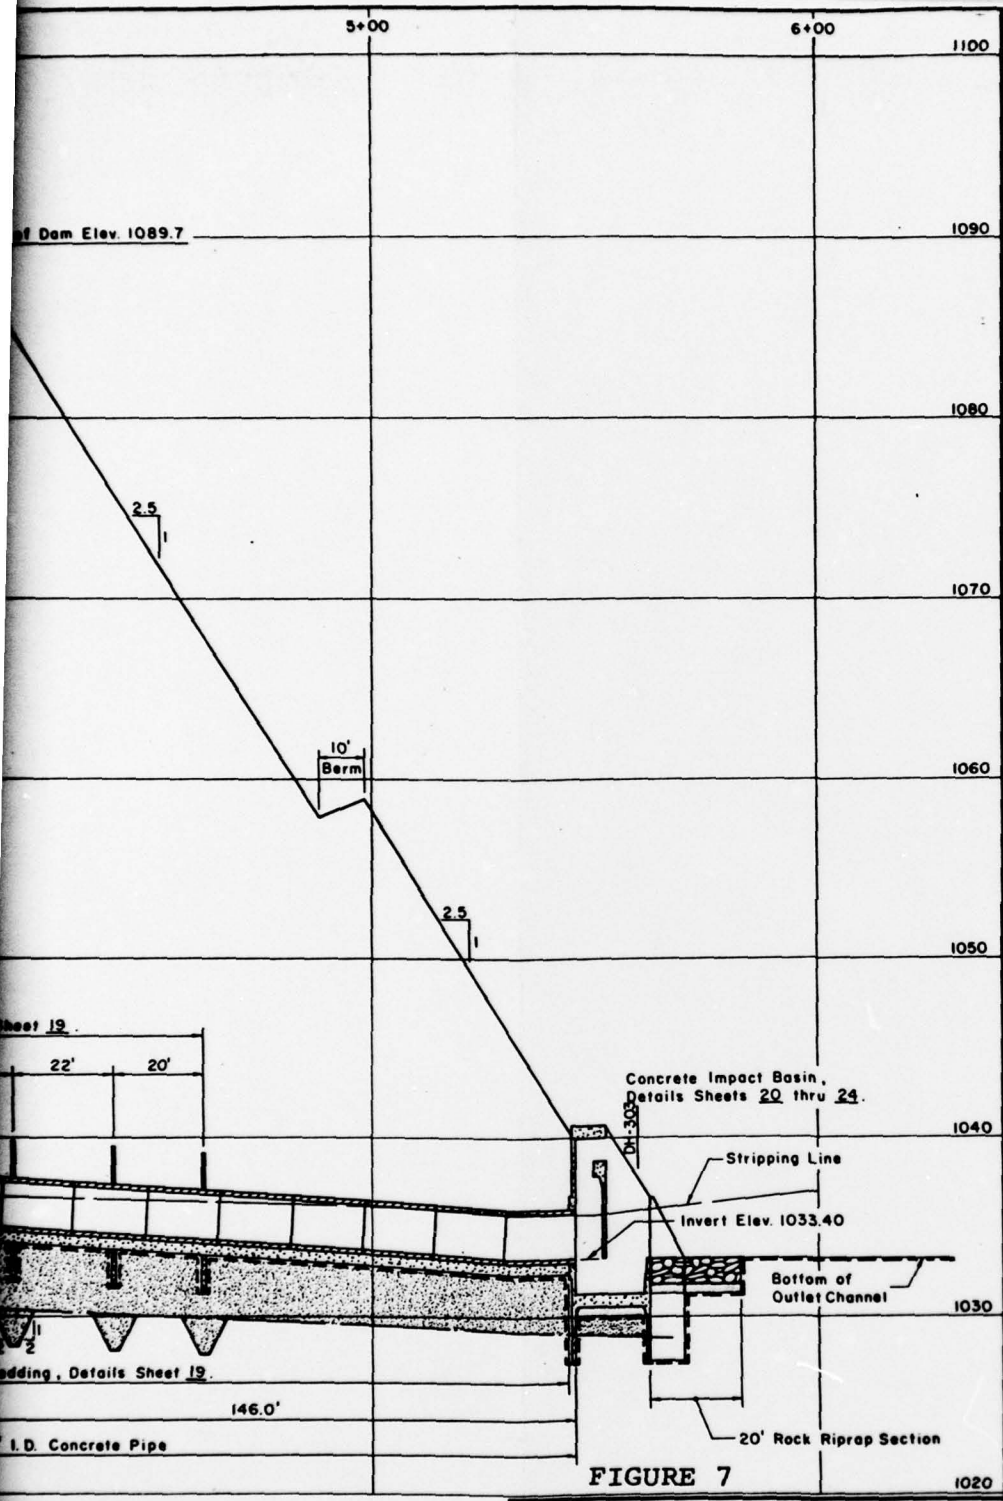 5+00
6+00
1100
of Dam Elev. 1089.7
1090
1080
2.5
1
1070
10'
Berm
1060
2.5
1
1050
Sheet 19.
22'
20'
Concrete Impact Basin,
Details Sheets 20 thru 24.
DH-303
1040
Stripping Line
Invert Elev. 1033.40
Bottom of
Outlet Channel
1030
1
2
Details Sheet 19.
146.0'
I.D. Concrete Pipe
20' Rock Riprap Section
FIGURE 7
1020